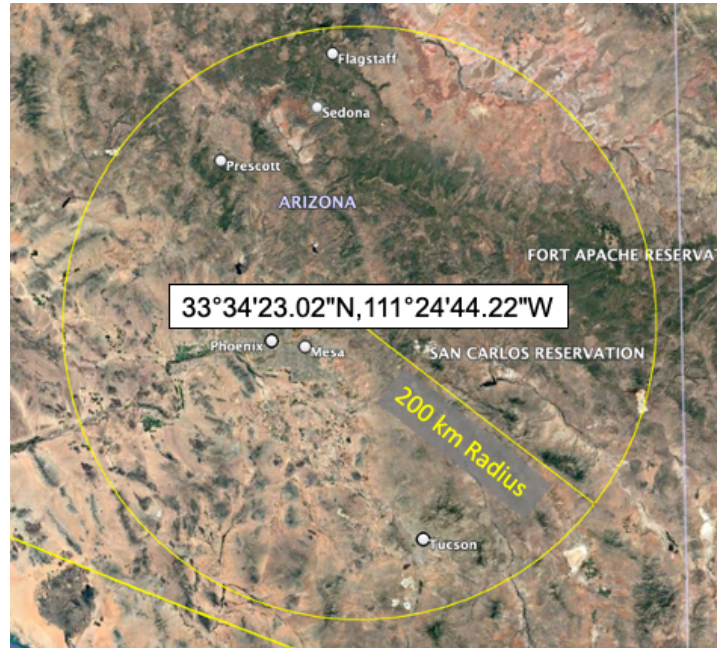 Flagstaff
Sedona
Prescott
ARIZONA
FORT APACHE RESERVAT
33°34'23.02"N,111°24'44.22"W
Phoenix
Mesa
SAN CARLOS RESERVATION
200 km Radius
Tucson